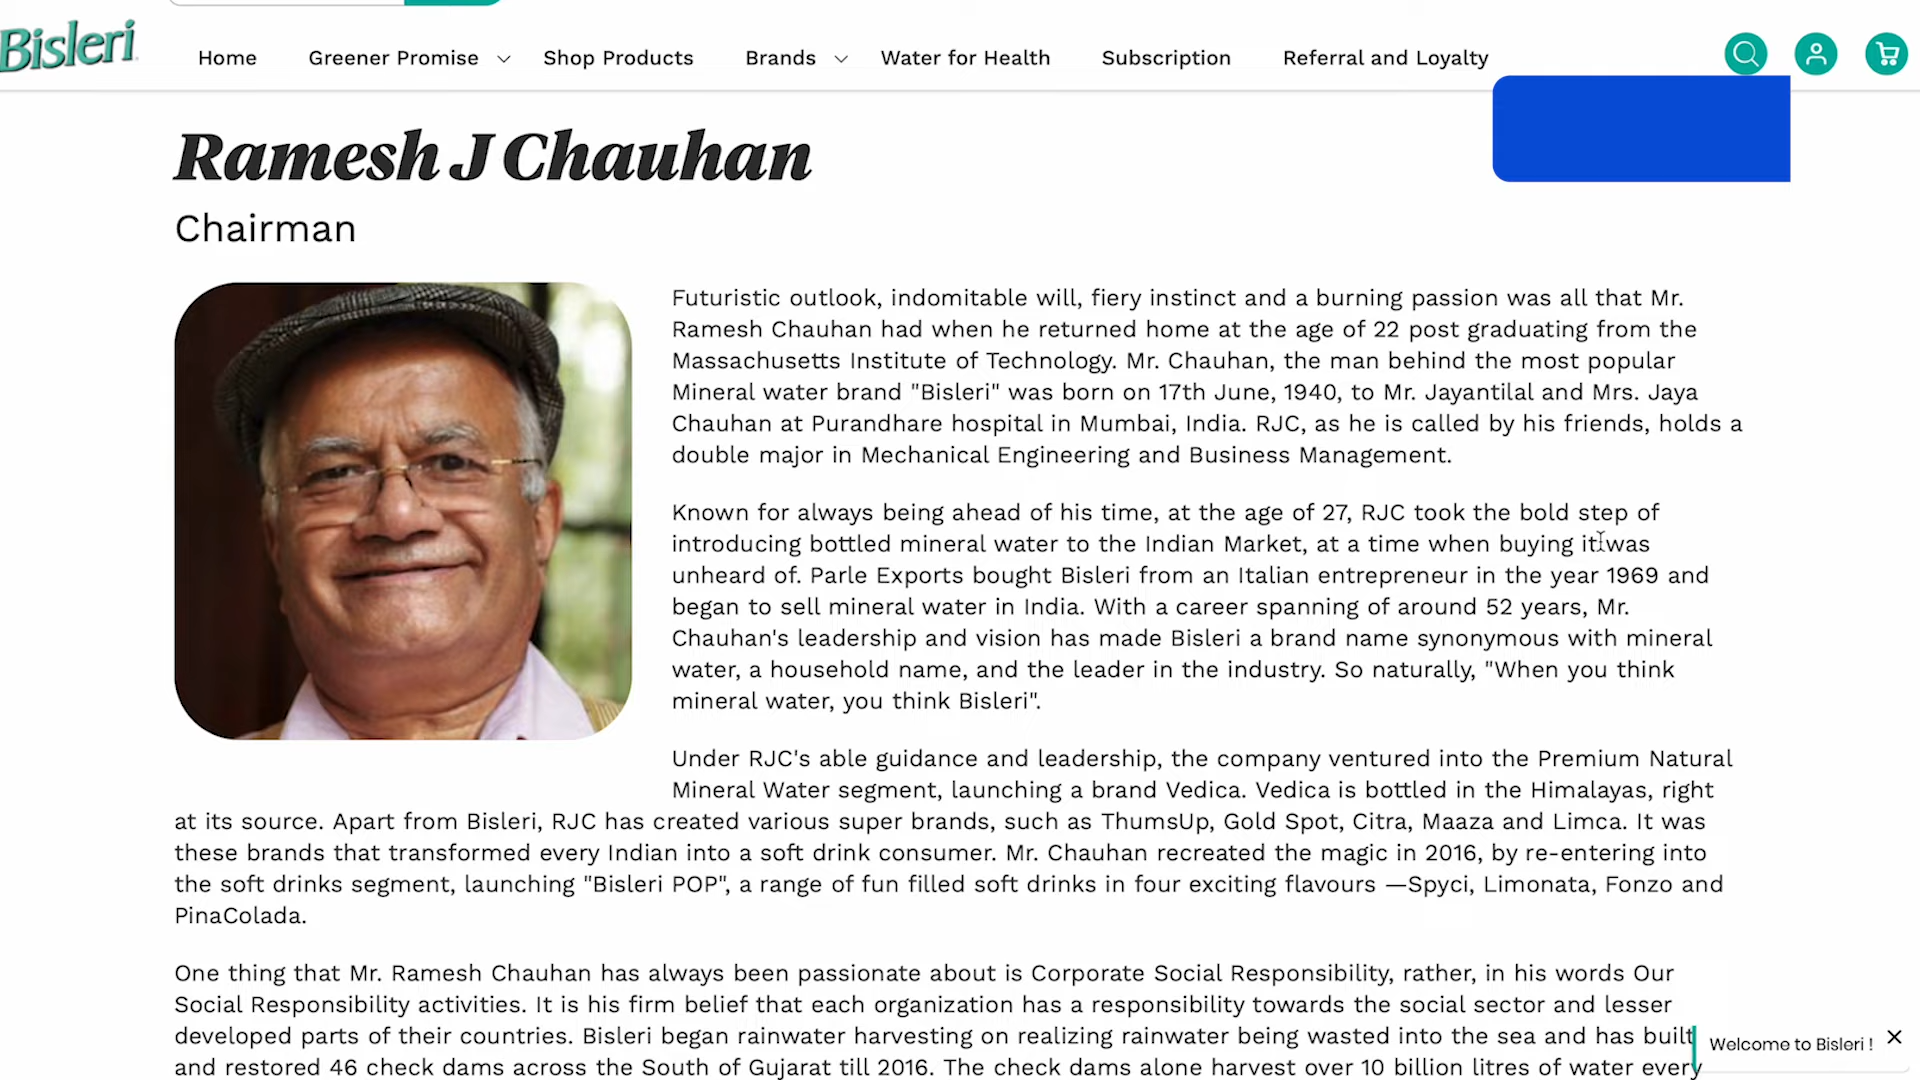 Bisleri
Home Greener Promise Shop Products Brands Water for Health Subscription Referral and Loyalty
Ramesh J Chauhan
Chairman
Futuristic outlook, indomitable will, fiery instinct and a burning passion was all that Mr.
Ramesh Chauhan had when he returned home at the age of 22 post graduating from the
Massachusetts Institute of Technology. Mr. Chauhan, the man behind the most popular
Mineral water brand "Bisleri" was born on 17th June, 1940, to Mr. Jayantilal and Mrs. Jaya
Chauhan at Purandhare hospital in Mumbai, India. RJC, as he is called by his friends, holds a
double major in Mechanical Engineering and Business Management.
Known for always being ahead of his time, at the age of 27, RJC took the bold step of
introducing bottled mineral water to the Indian Market, at a time when buying it was
unheard of. Parle Exports bought Bisleri from an Italian entrepreneur in the year 1969 and
began to sell mineral water in India. With a career spanning of around 52 years, Mr.
Chauhan's leadership and vision has made Bisleri a brand name synonymous with mineral
water, a household name, and the leader in the industry. So naturally, "When you think
mineral water, you think Bisleri".
Under RJC's able guidance and leadership, the company ventured into the Premium Natural
Mineral Water segment, launching a brand Vedica. Vedica is bottled in the Himalayas, right
at its source. Apart from Bisleri, RJC has created various super brands, such as ThumsUp, Gold Spot, Citra, Maaza and Limca. It was
these brands that transformed every Indian into a soft drink consumer. Mr. Chauhan recreated the magic in 2016, by re-entering into
the soft drinks segment, launching "Bisleri POP", a range of fun filled soft drinks in four exciting flavours —Spyci, Limonata, Fonzo and
PinaColada.
One thing that Mr. Ramesh Chauhan has always been passionate about is Corporate Social Responsibility, rather, in his words Our
Social Responsibility activities. It is his firm belief that each organization has a responsibility towards the social sector and lesser
developed parts of their countries. Bisleri began rainwater harvesting on realizing rainwater being wasted into the sea and has built
and restored 46 check dams across the South of Gujarat till 2016. The check dams alone harvest over 10 billion litres of water every
Welcome to Bisleri !